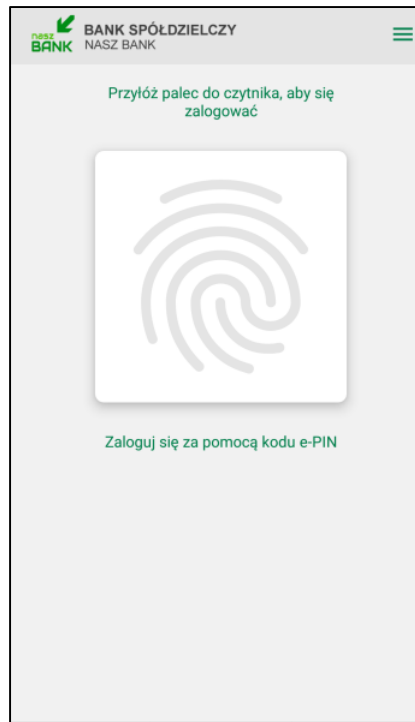 nasz
BANK
BANK SPÓŁDZIELCZY
NASZ BANK
Przyłóż palec do czytnika, aby się
zalogować
Zaloguj się za pomocą kodu e-PIN